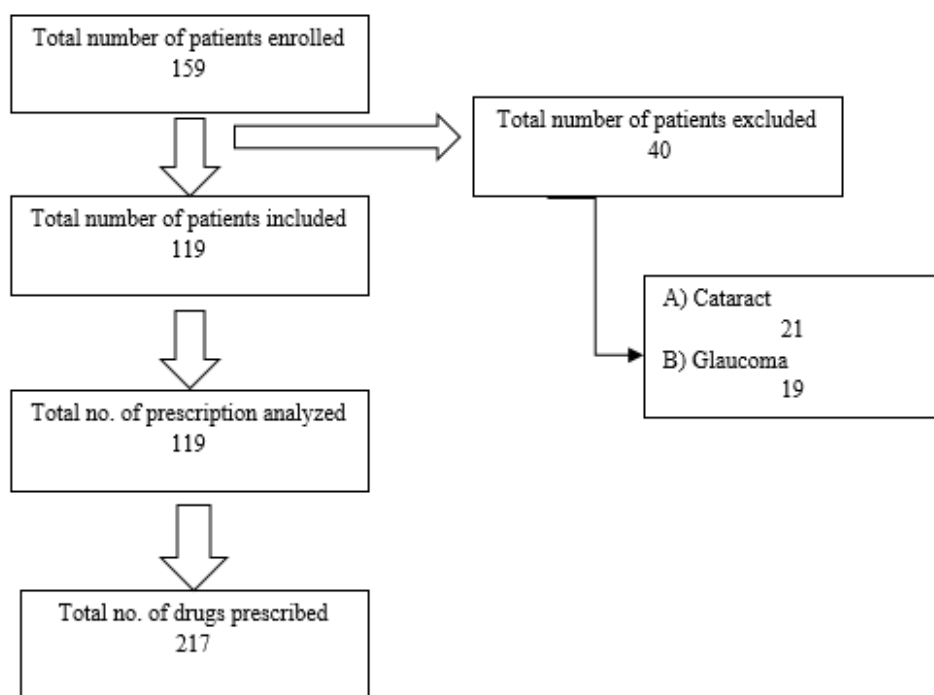 Total number of patients enrolled
159
Total number of patients excluded
40
Total number of patients included
119
A) Cataract
21
B) Glaucoma
19
Total no. of prescription analyzed
119
Total no. of drugs prescribed
217